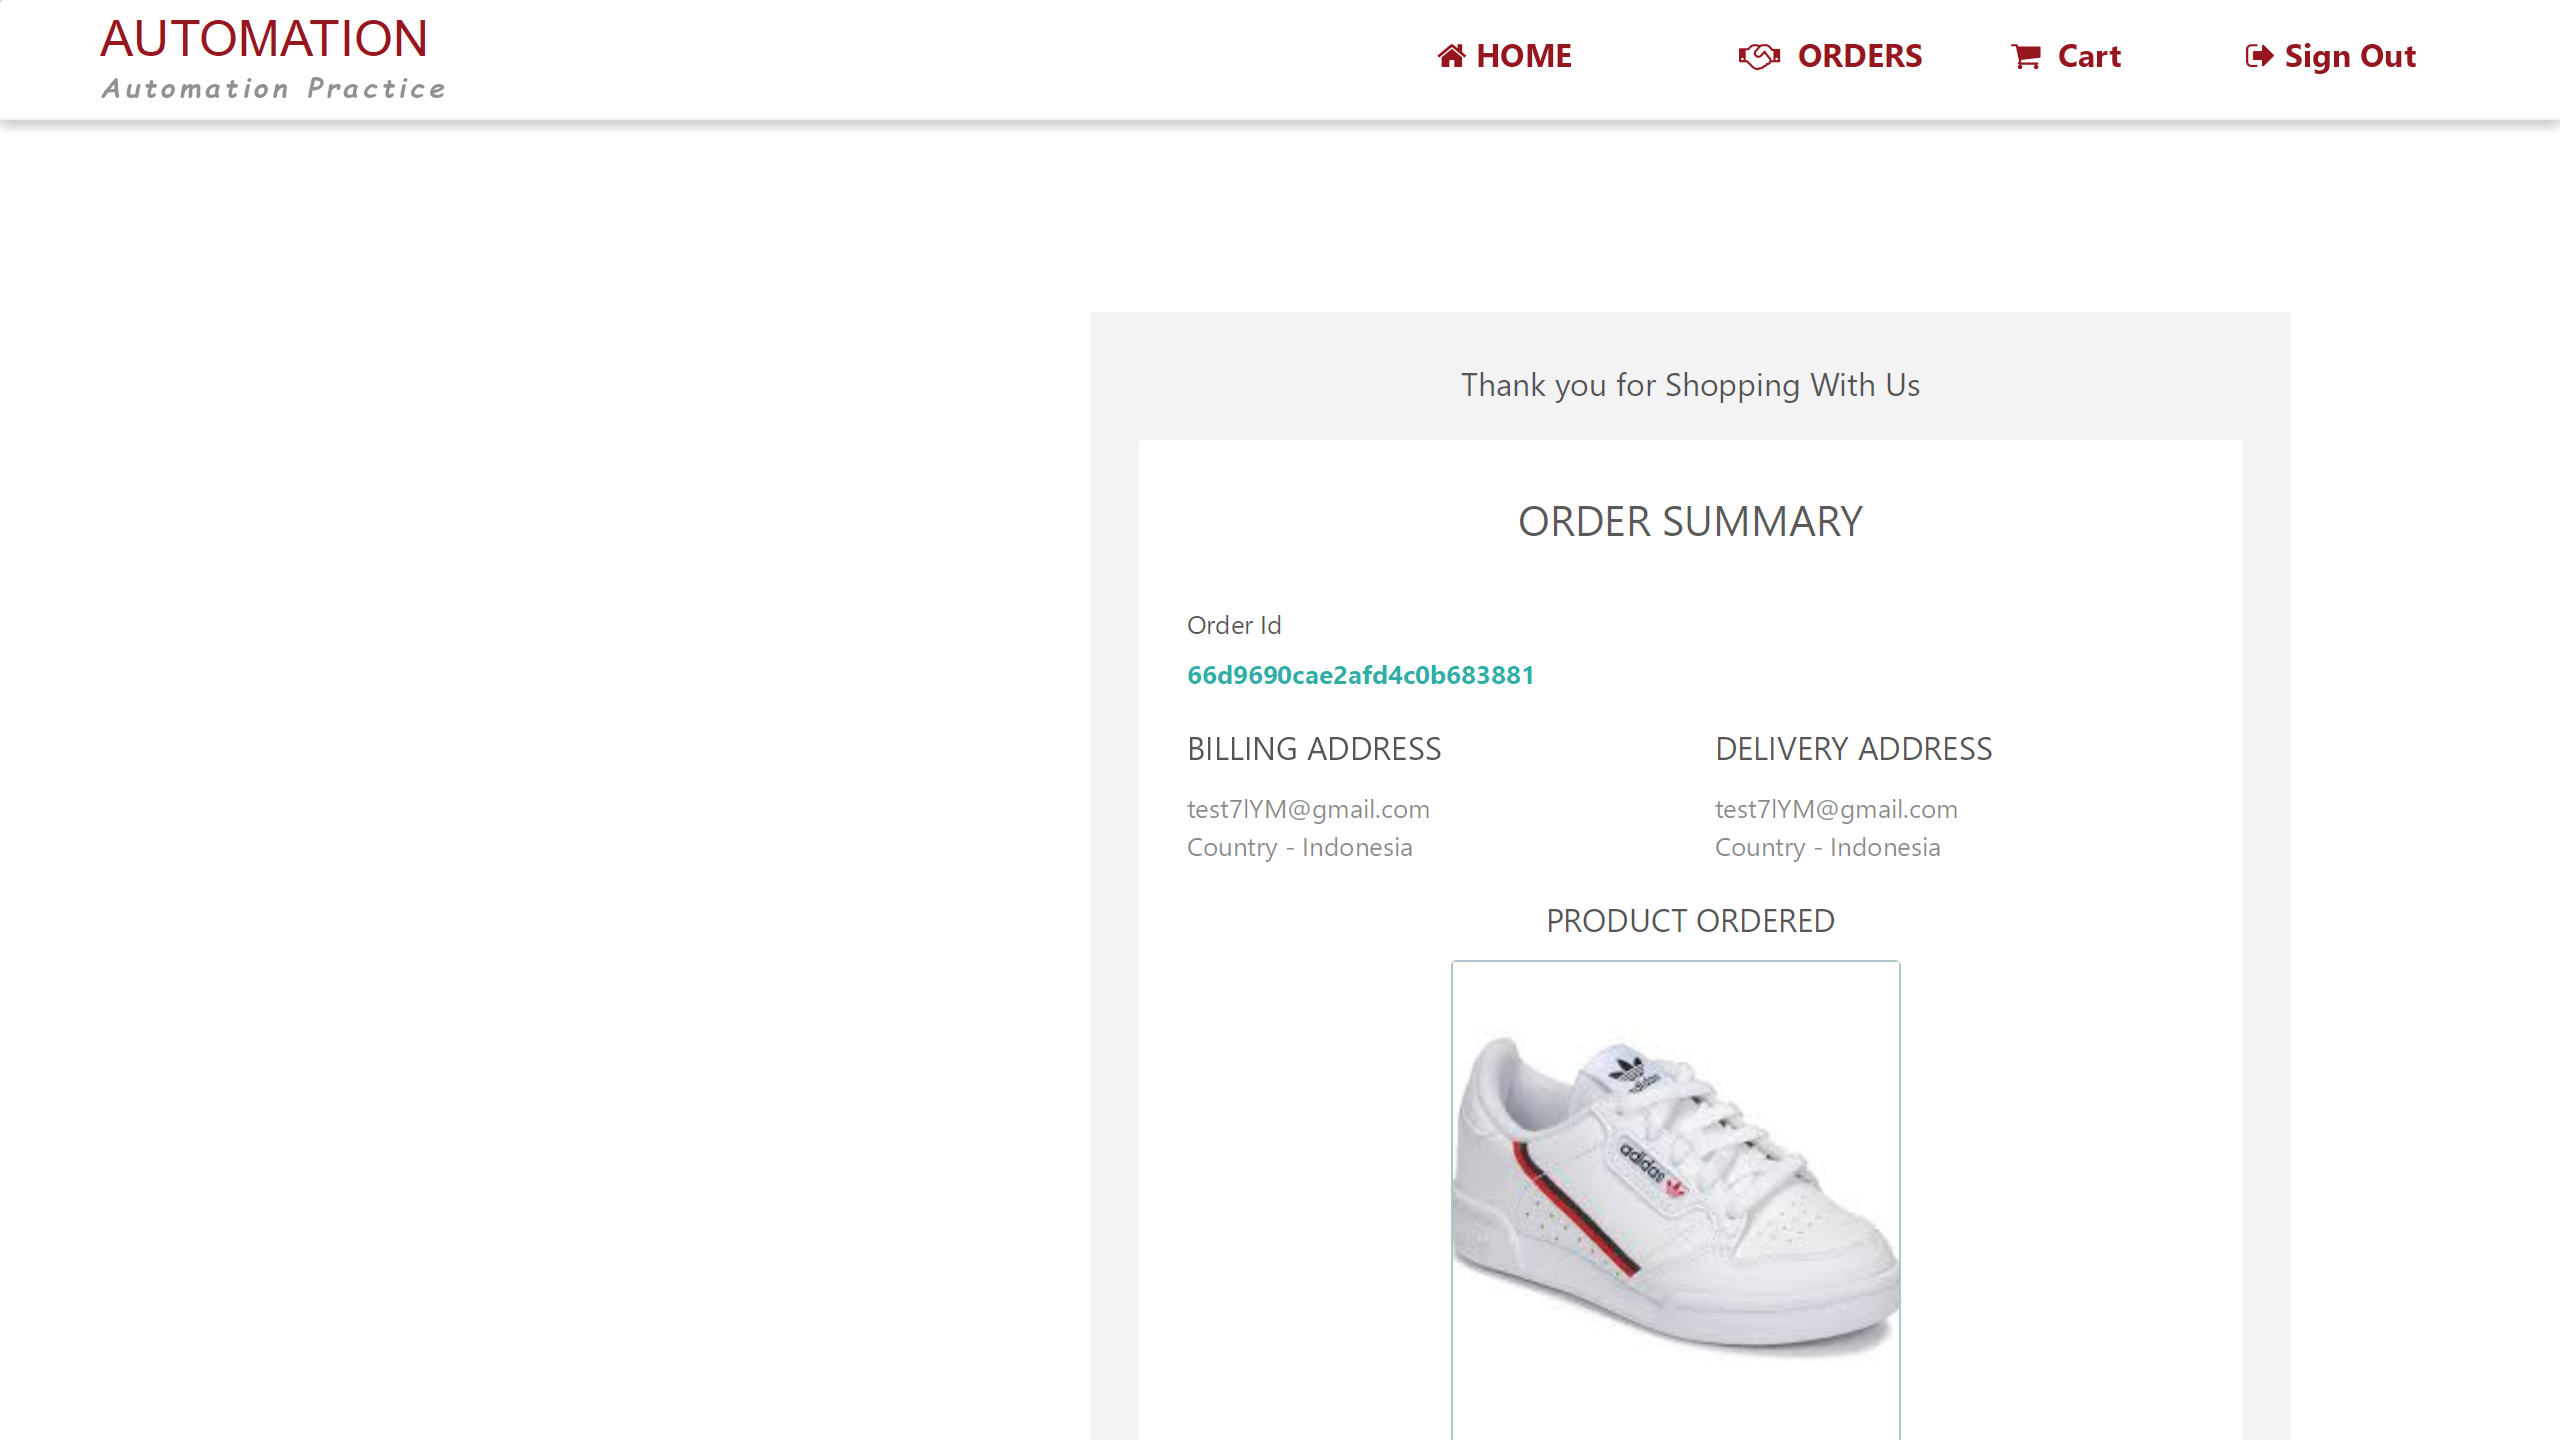 AUTOMATION
Automation Practice
HOME
ORDERS
Cart
Sign Out
Thank you for Shopping With Us
ORDER SUMMARY
Order Id
66d9690cae2afd4c0b683881
BILLING ADDRESS
DELIVERY ADDRESS
test7lYM@gmail.com
test7lYM@gmail.com
Country - Indonesia
Country - Indonesia
PRODUCT ORDERED
adidas
adidas